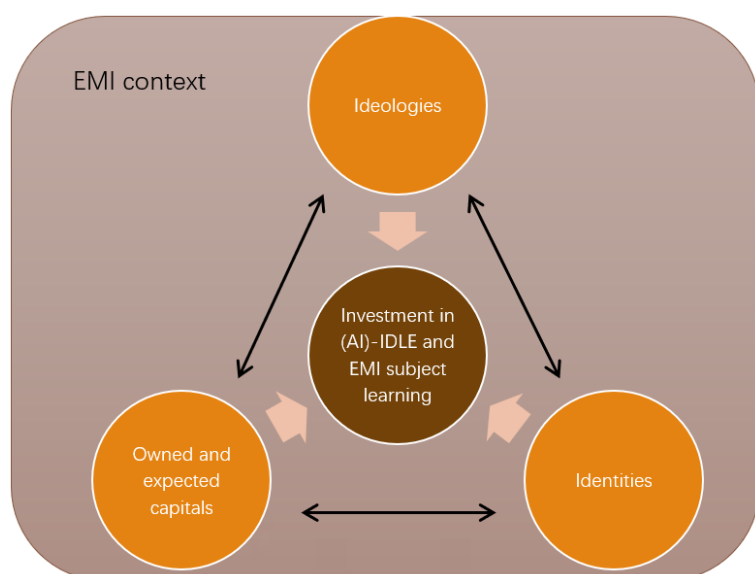 EMI context
Ideologies
Investment in
(AI)-IDLE and
EMI subject
learning
Owned and
expected
capitals
Identities